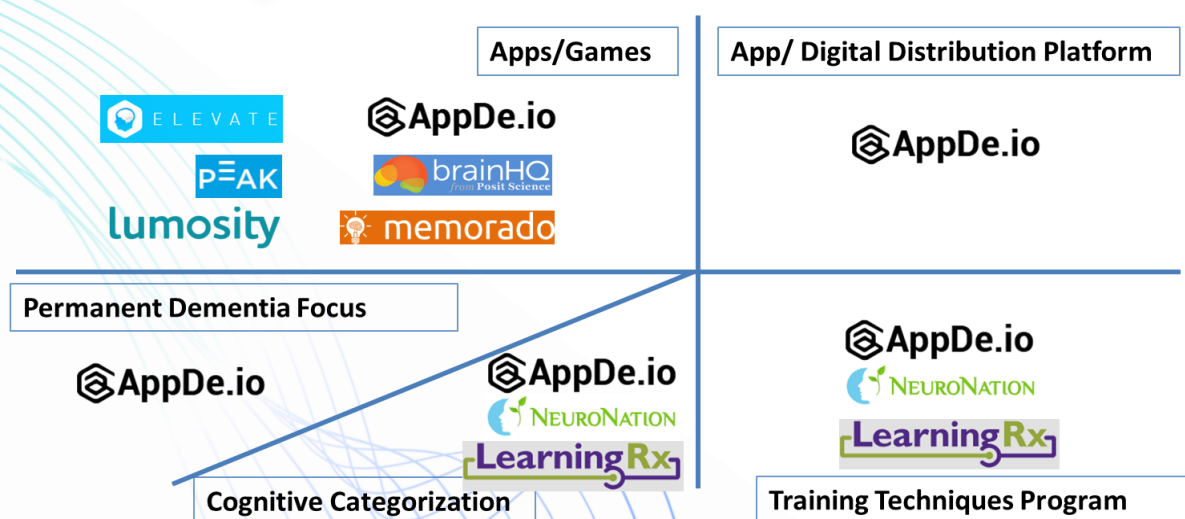 Apps/Games
App/ Digital Distribution Platform
ELEVATE
AppDe.io
AppDe.io
PEAK
brainHQ
from Posit Science
lumosity
memorado
Permanent Dementia Focus
AppDe.io
AppDe.io
NEURONATION
LearningRx
AppDe.io
NEURONATION
LearningRx
Cognitive Categorization
Training Techniques Program